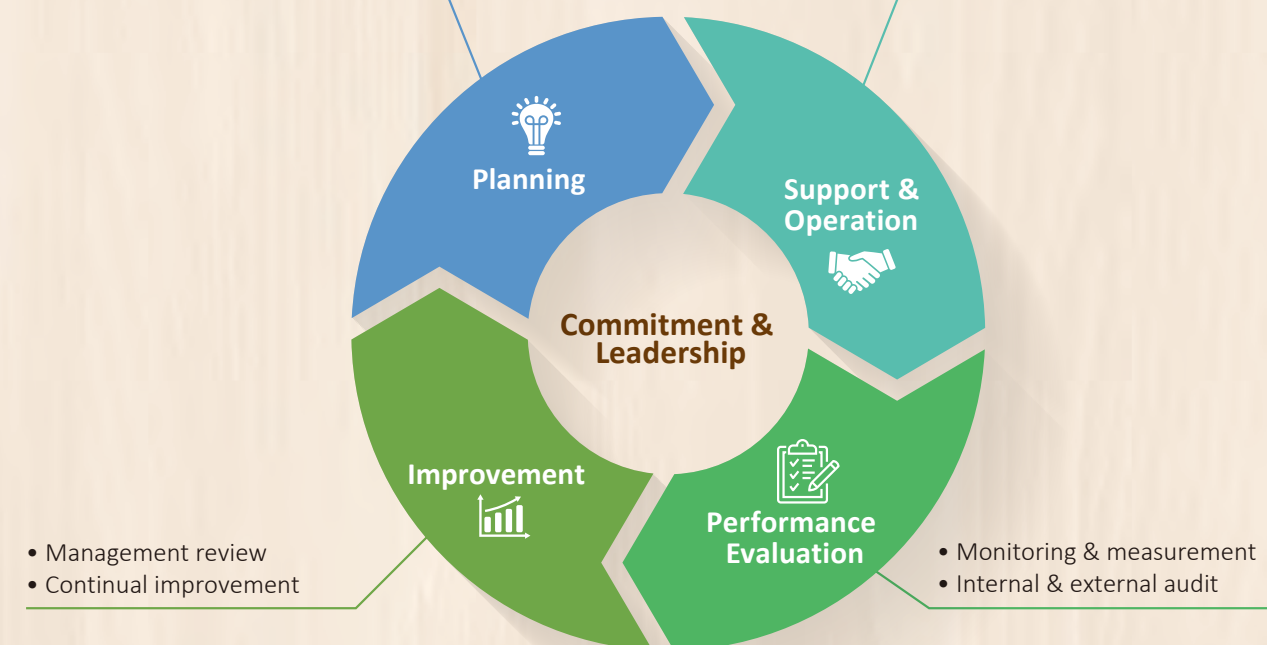 Planning
Support &
Operation
Commitment &
Leadership
Improvement
Performance
Evaluation
• Management review
• Continual improvement
• Monitoring & measurement
• Internal & external audit